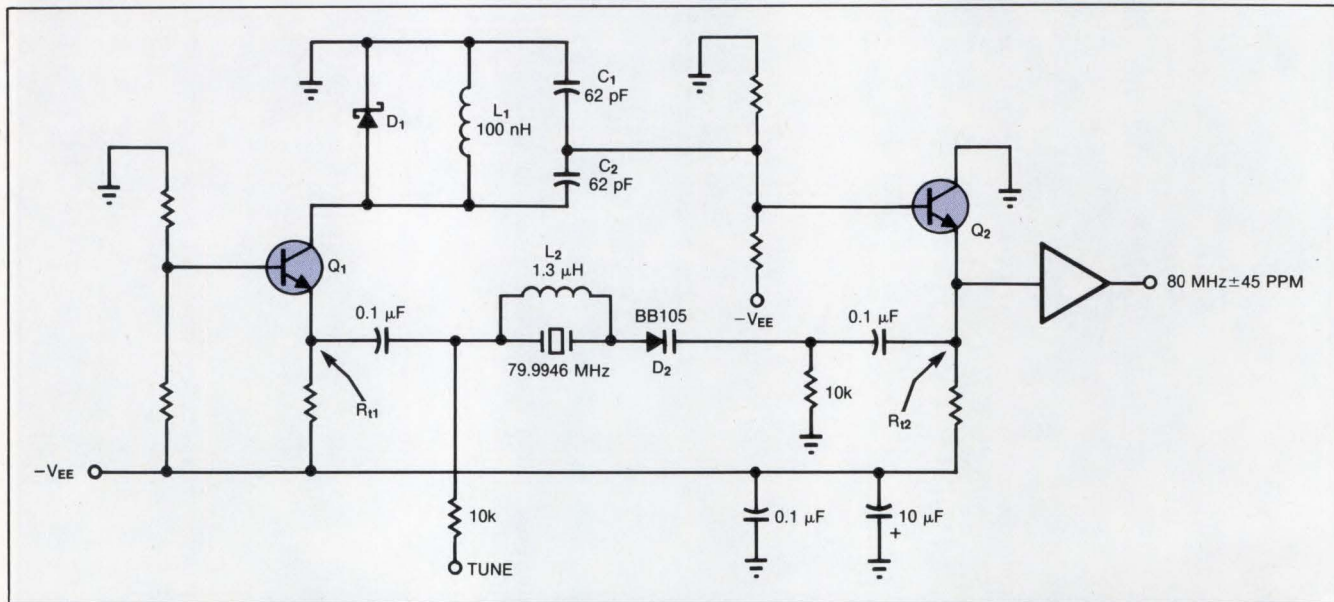 C₁
62 pF
L₁
100 nH
D₁
C₂
62 pF
Q₁
Q₂
L₂
1.3 µH
−VEE
80 MHz±45 PPM
0.1 µF
BB105
0.1 µF
79.9946 MHz
D₂
10k
Rt1
Rt2
−VEE
10k
0.1 µF
10 µF
+
TUNE